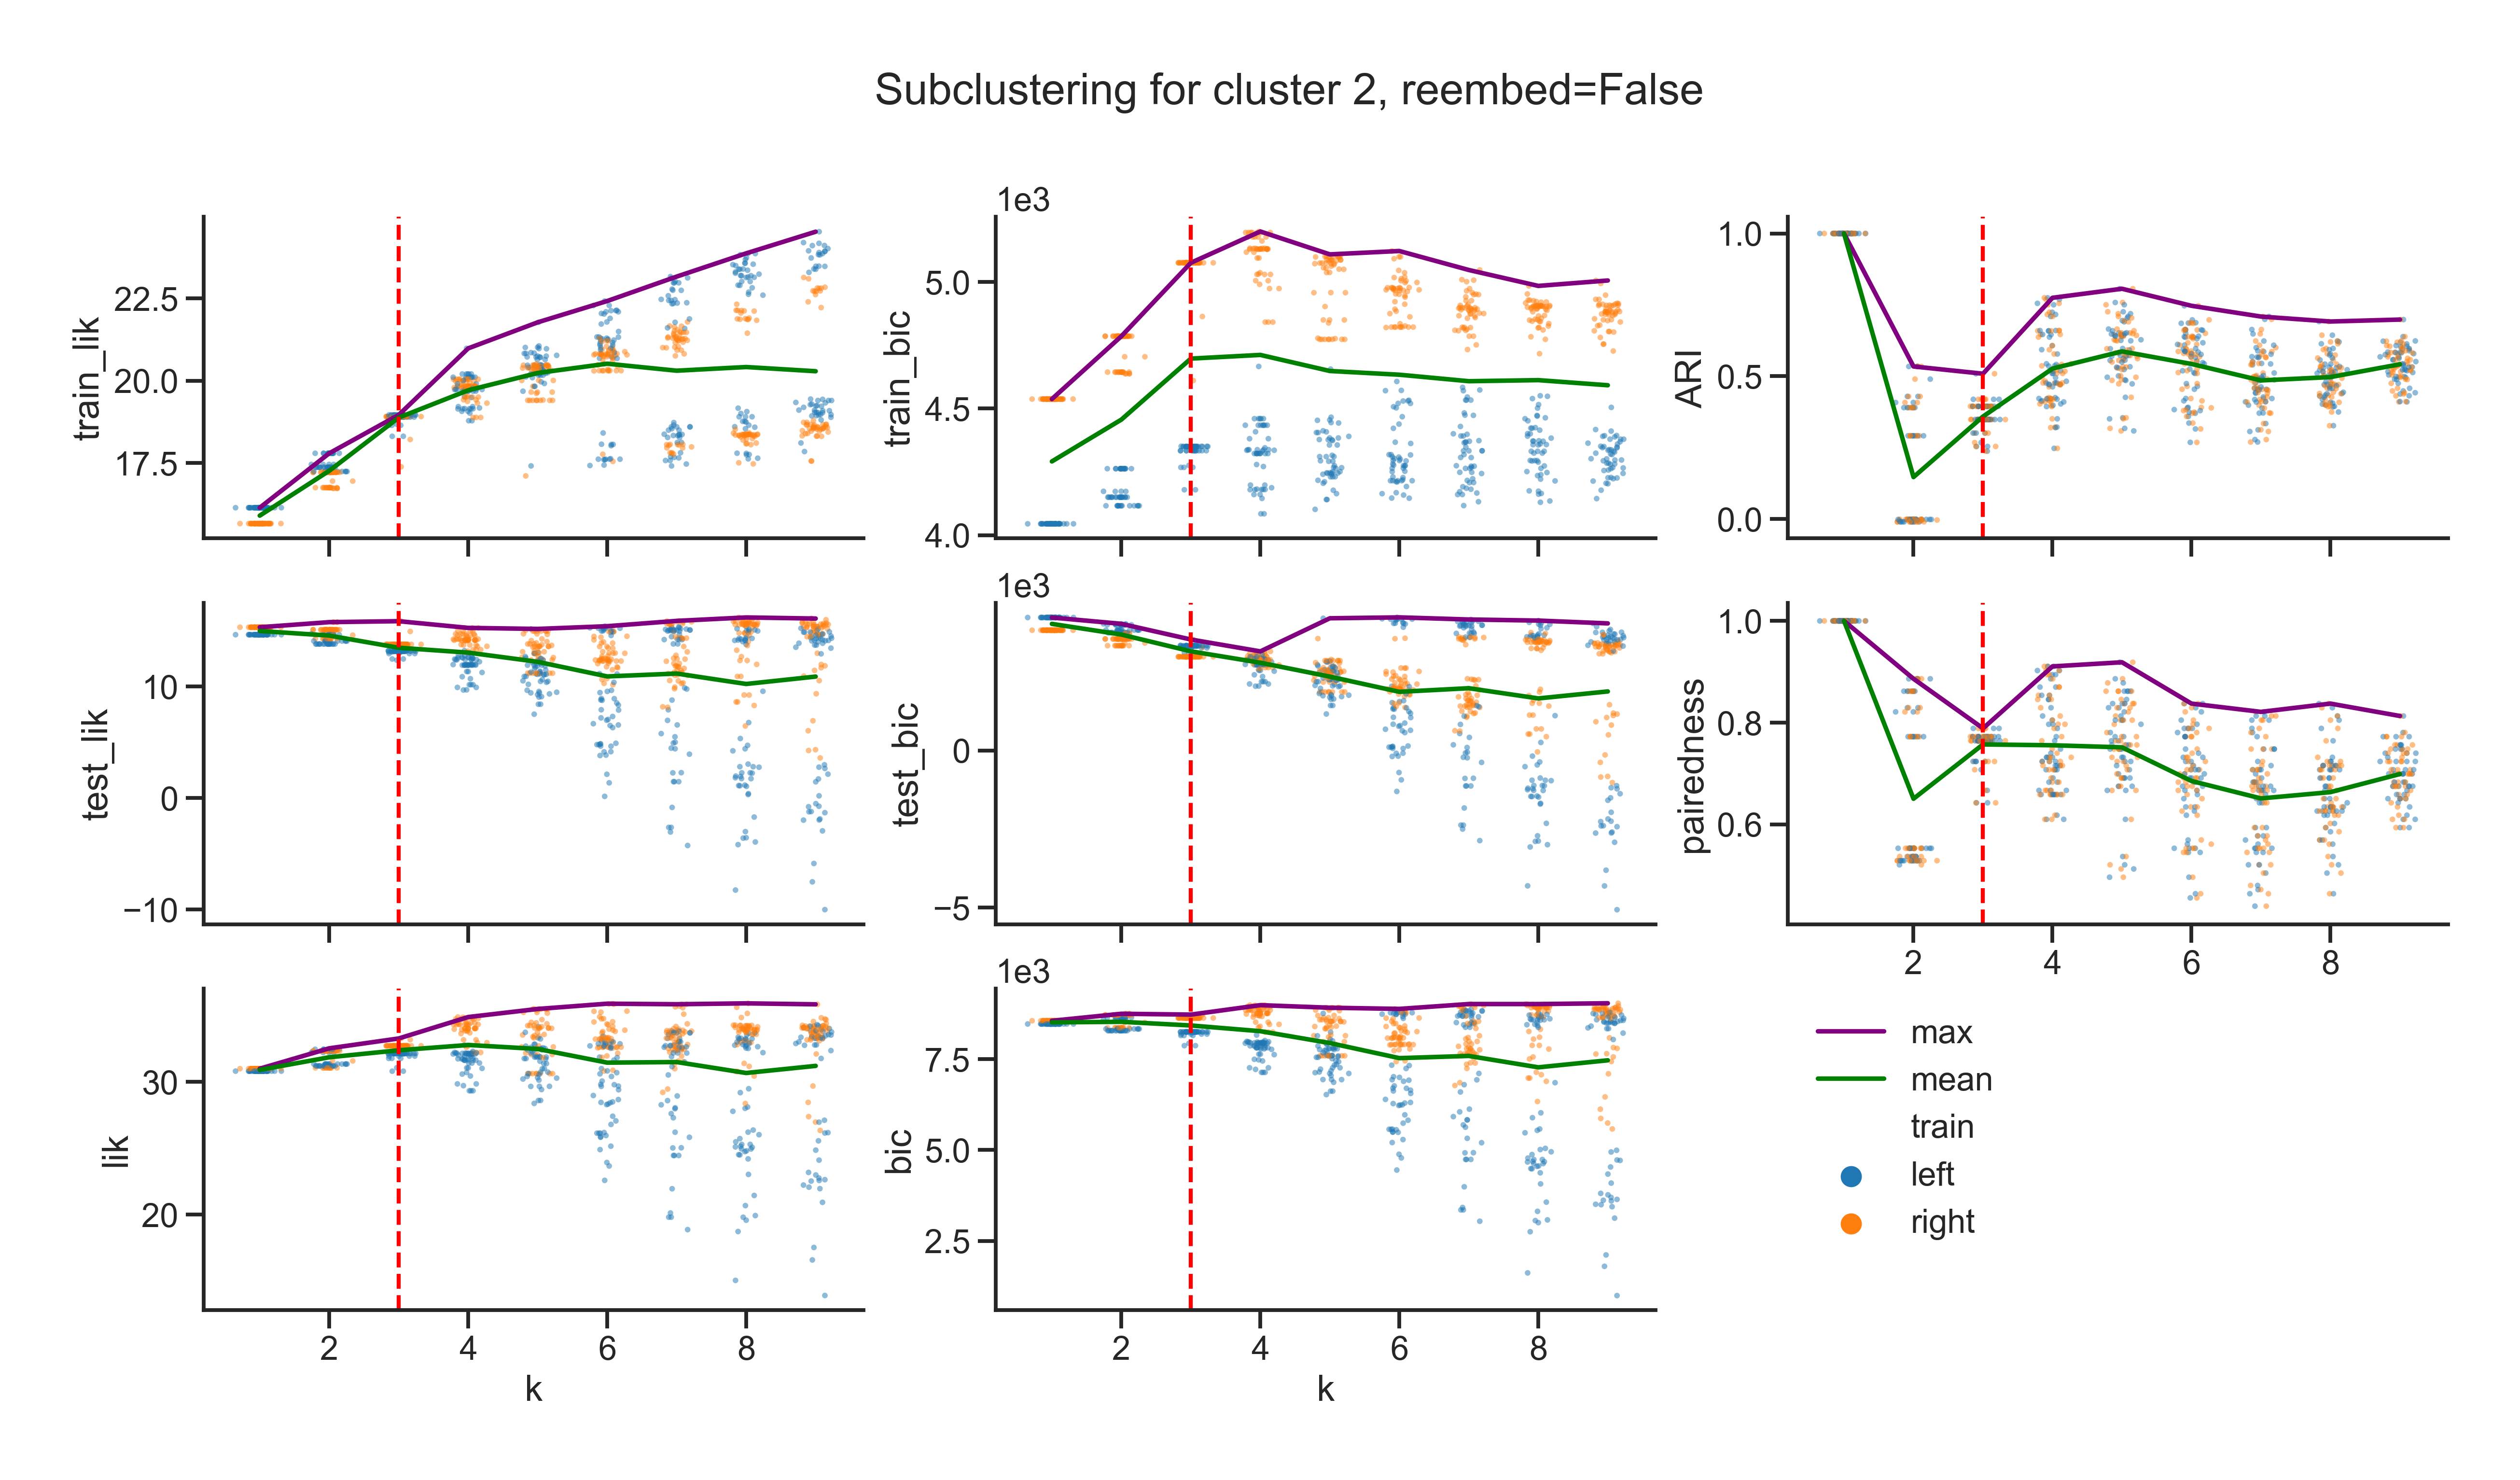 Subclustering for cluster 2, reembed=False
train_lik
22.5
20.0
17.5
1e3
train_bic
5.0
4.5
4.0
ARI
1.0
0.5
0.0
test_lik
10
0
−10
1e3
test_bic
0
−5
pairedness
1.0
0.8
0.6
2 4 6 8
lik
30
20
2 4 6 8
k
1e3
bic
7.5
5.0
2.5
2 4 6 8
k
max
mean
train
left
right